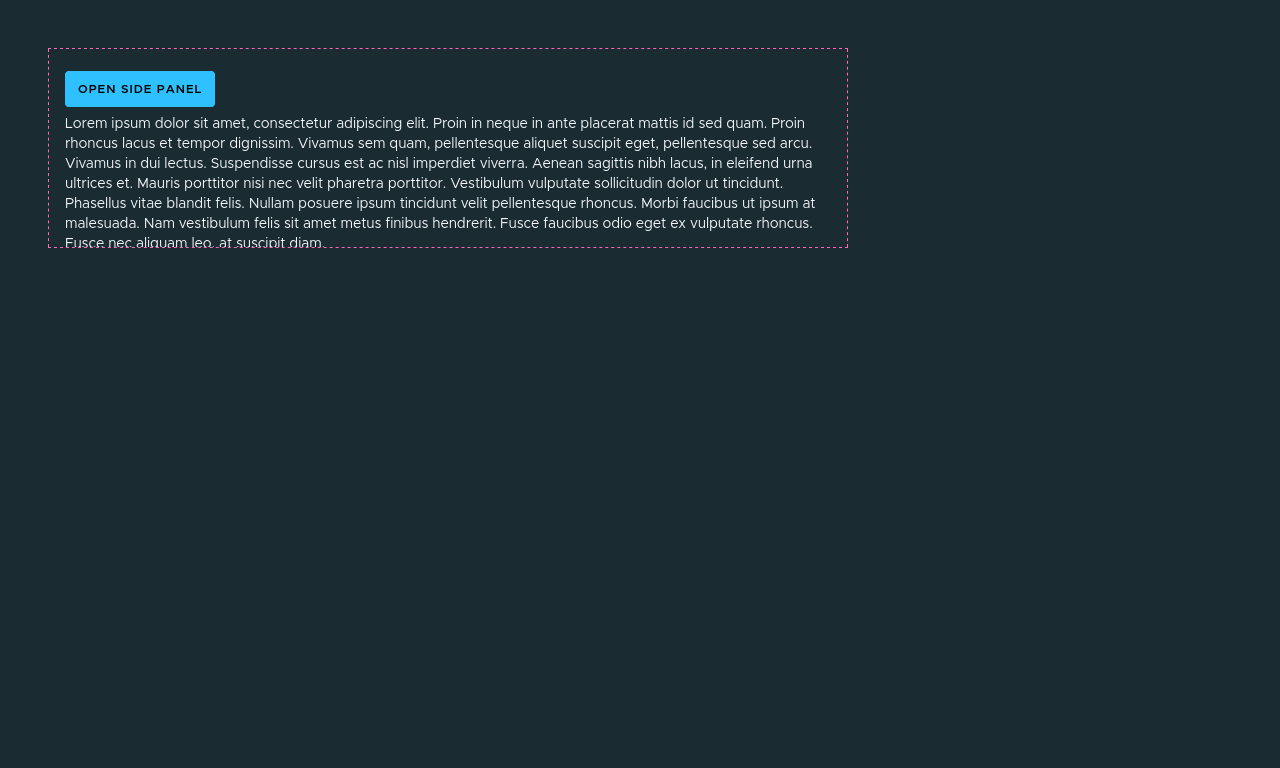 OPEN SIDE PANEL
Lorem ipsum dolor sit amet, consectetur adipiscing elit. Proin in neque in ante placerat mattis id sed quam. Proin
rhoncus lacus et tempor dignissim. Vivamus sem quam, pellentesque aliquet suscipit eget, pellentesque sed arcu.
Vivamus in dui lectus. Suspendisse cursus est ac nisl imperdiet viverra. Aenean sagittis nibh lacus, in eleifend urna
ultrices et. Mauris porttitor nisi nec velit pharetra porttitor. Vestibulum vulputate sollicitudin dolor ut tincidunt.
Phasellus vitae blandit felis. Nullam posuere ipsum tincidunt velit pellentesque rhoncus. Morbi faucibus ut ipsum at
malesuada. Nam vestibulum felis sit amet metus finibus hendrerit. Fusce faucibus odio eget ex vulputate rhoncus.
Fusce nec aliquam leo, at suscipit diam.